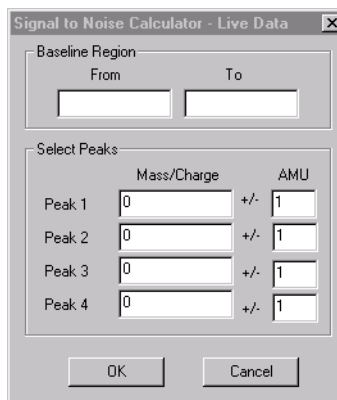 Signal to Noise Calculator - Live Data
Baseline Region
From To
Select Peaks
Mass/Charge AMU
Peak 1 0 +/- 1
Peak 2 0 +/- 1
Peak 3 0 +/- 1
Peak 4 0 +/- 1
OK Cancel